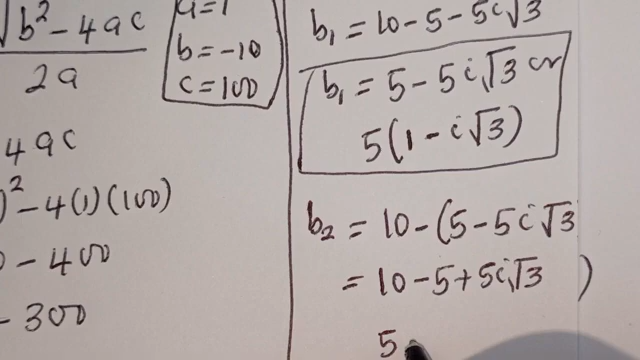 √b² - 4ac
2a
a=1
b=-10
c=100
4ac
)² - 4(1)(100)
- 400
- 300
b₁ = 10 - 5 - 5i√3
b₁ = 5 - 5i√3 or
5(1 - i√3)
b₂ = 10 - (5 - 5i√3
= 10 - 5 + 5i√3 )
5